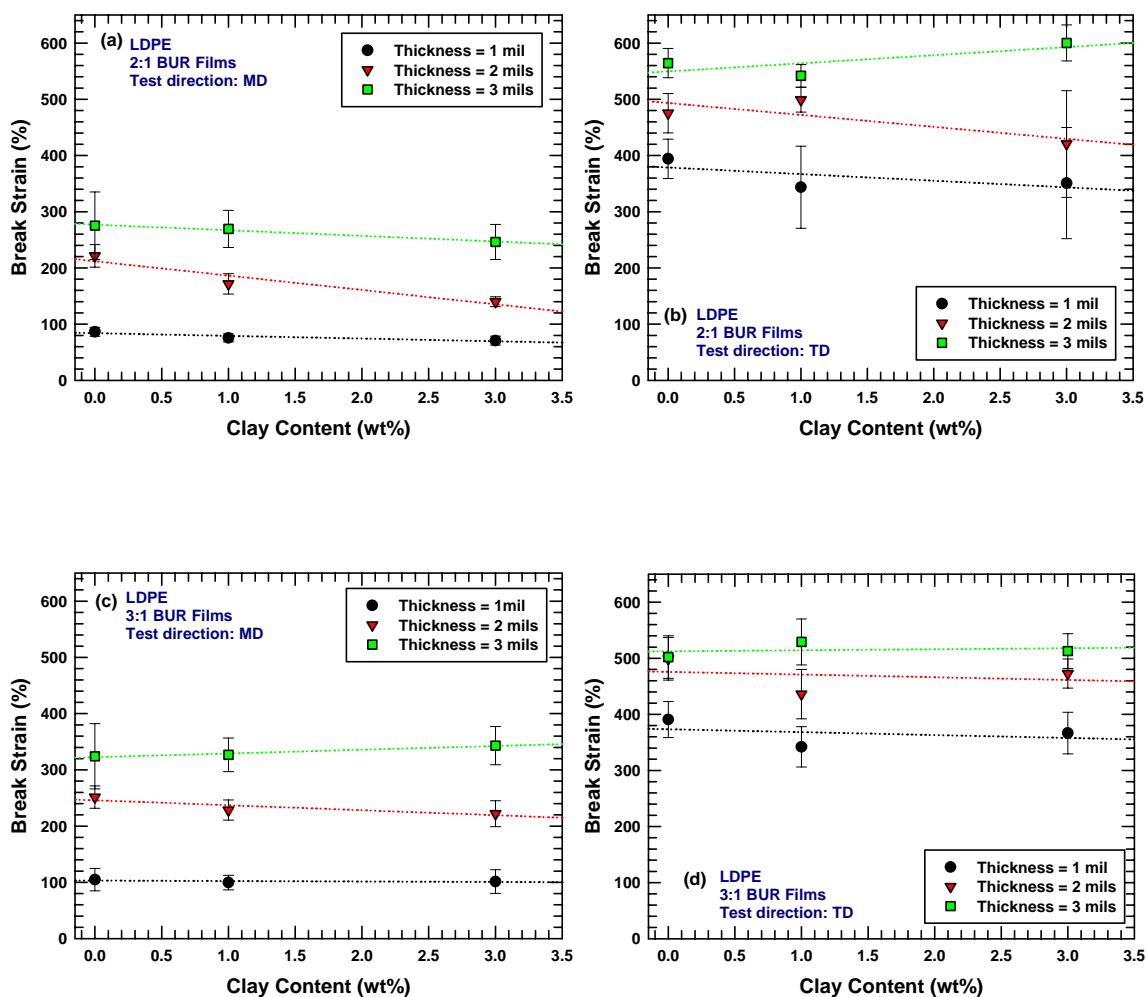 (a) LDPE
2:1 BUR Films
Test direction: MD
Thickness = 1 mil
Thickness = 2 mils
Thickness = 3 mils
600
500
400
300
200
100
0
Break Strain (%)
0.0 0.5 1.0 1.5 2.0 2.5 3.0 3.5
Clay Content (wt%)
600
500
400
300
200
100
0
Break Strain (%)
(b) LDPE
2:1 BUR Films
Test direction: TD
Thickness = 1 mil
Thickness = 2 mils
Thickness = 3 mils
0.0 0.5 1.0 1.5 2.0 2.5 3.0 3.5
Clay Content (wt%)
(c) LDPE
3:1 BUR Films
Test direction: MD
Thickness = 1mil
Thickness = 2 mils
Thickness = 3 mils
600
500
400
300
200
100
0
Break Strain (%)
0.0 0.5 1.0 1.5 2.0 2.5 3.0 3.5
Clay Content (wt%)
600
500
400
300
200
100
0
Break Strain (%)
(d) LDPE
3:1 BUR Films
Test direction: TD
Thickness = 1 mil
Thickness = 2 mils
Thickness = 3 mils
0.0 0.5 1.0 1.5 2.0 2.5 3.0 3.5
Clay Content (wt%)